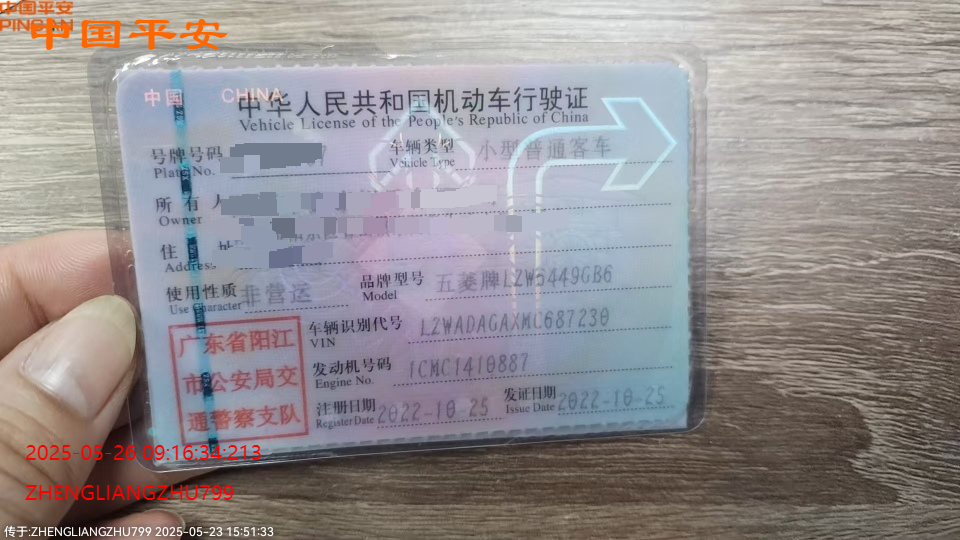 中国平安
PINGAN
中国平安
中国 CHINA
中华人民共和国机动车行驶证
Vehicle License of the People's Republic of China
号牌号码
Plate No.
车辆类型 小型普通客车
Vehicle Type
所有人
Owner
住址
Address
使用性质 非营运
Use Character
品牌型号 五菱牌LZW6449GB6
Model
广东省阳江
市公安局交
通警察支队
车辆识别代号 LZWADAGAXMC687230
VIN
发动机号码 1CMC1410887
Engine No.
注册日期 2022-10-25
Register Date
发证日期 2022-10-25
Issue Date
2025-05-26 09:16:34:213
ZHENGLIANGZHU799
传于:ZHENGLIANGZHU799 2025-05-23 15:51:33